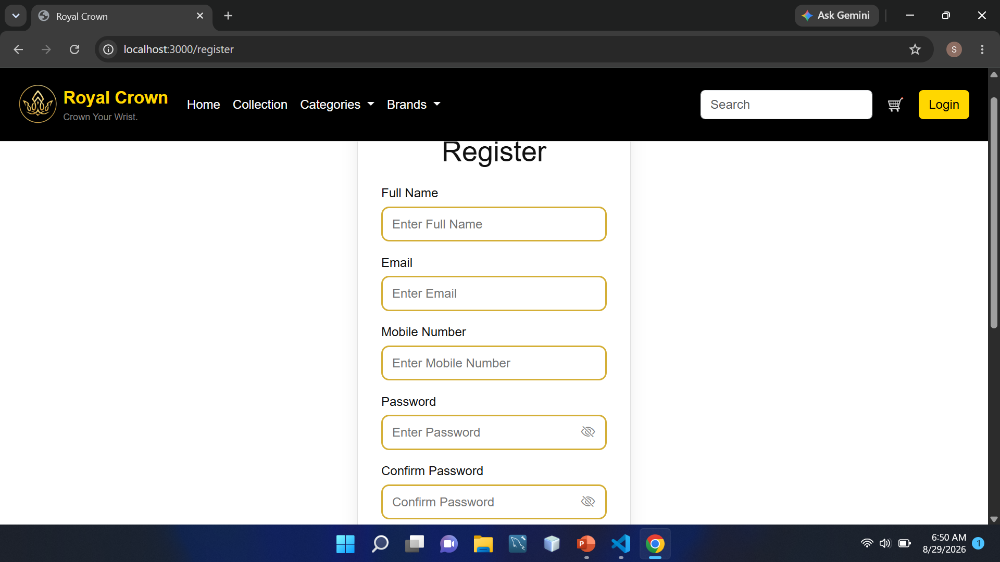 Royal Crown
Ask Gemini
localhost:3000/register
S
Royal Crown
Crown Your Wrist.
Home
Collection
Categories
Brands
Search
Login
Register
Full Name
Enter Full Name
Email
Enter Email
Mobile Number
Enter Mobile Number
Password
Enter Password
Confirm Password
Confirm Password
P
6:50 AM
8/29/2026
1